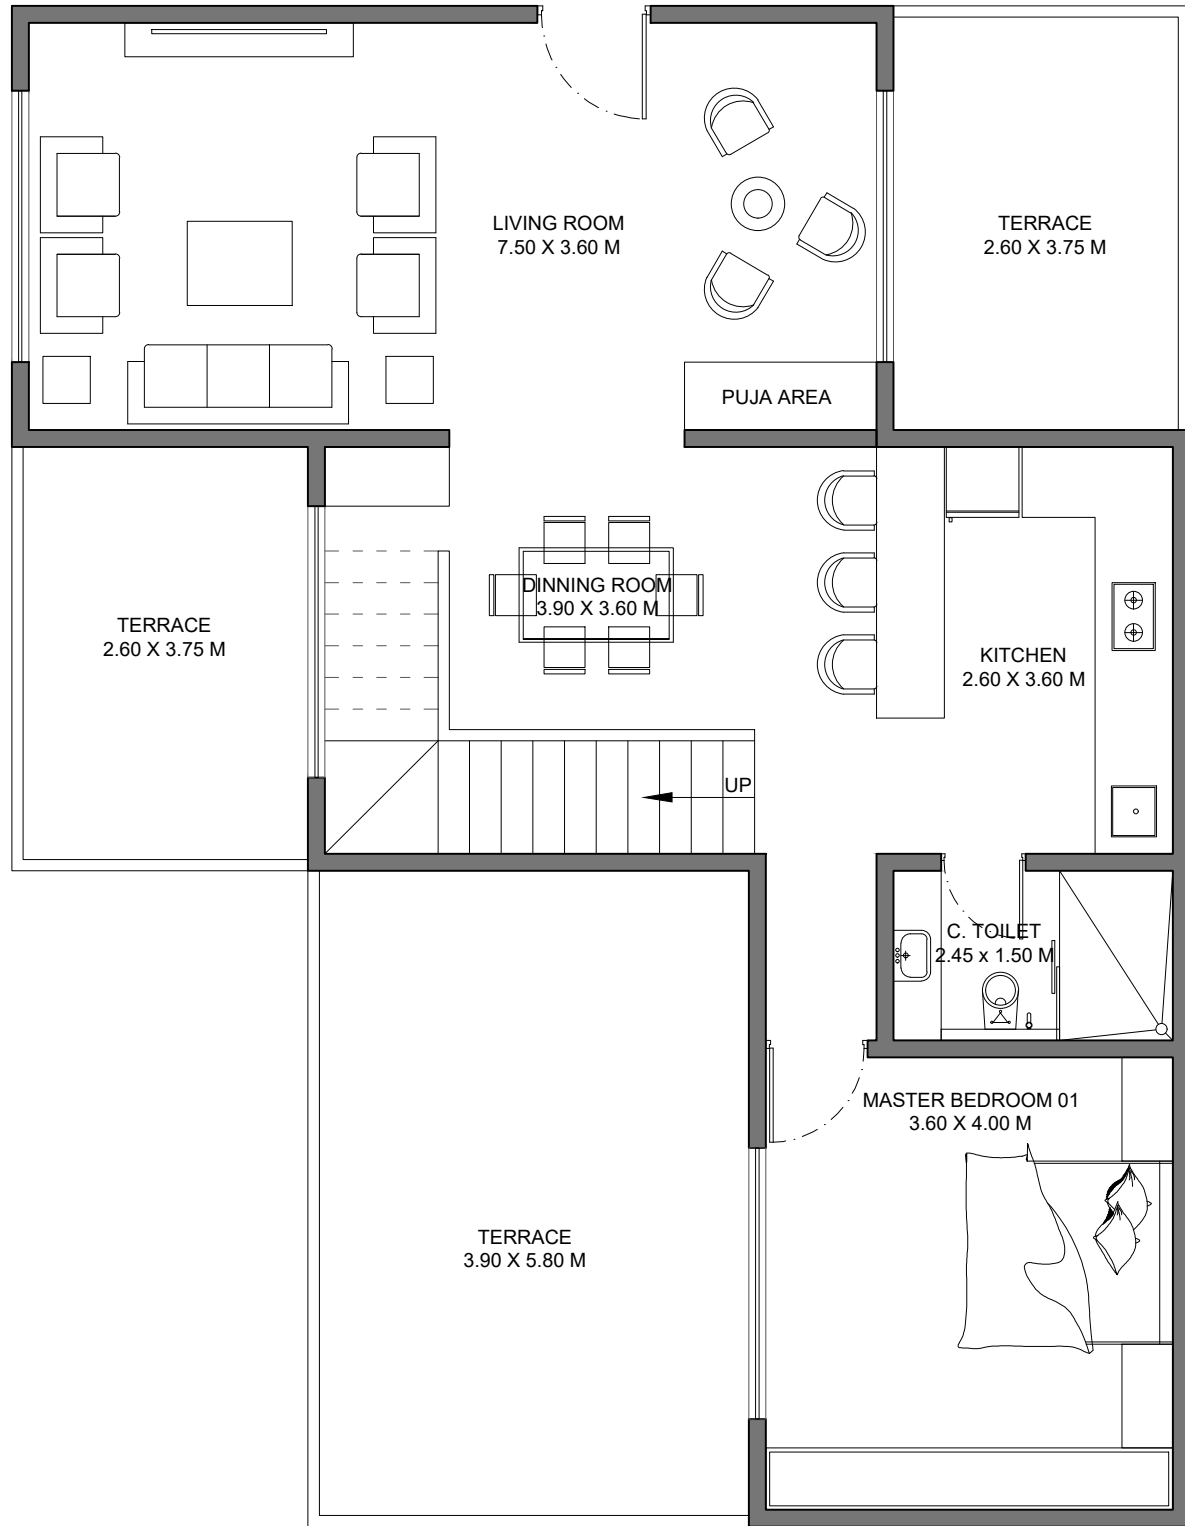 LIVING ROOM
7.50 X 3.60 M
TERRACE
2.60 X 3.75 M
PUJA AREA
DINNING ROOM
3.90 X 3.60 M
TERRACE
2.60 X 3.75 M
KITCHEN
2.60 X 3.60 M
UP
C. TOILET
2.45 x 1.50 M
MASTER BEDROOM 01
3.60 X 4.00 M
TERRACE
3.90 X 5.80 M